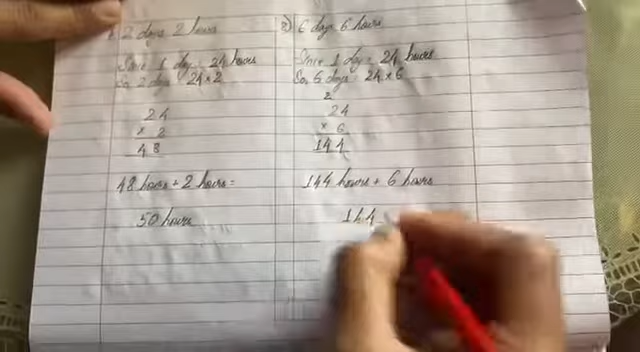 2 days 2 hours
Since 1 day = 24 hours
So, 2 days = 24 × 2
24
× 2
48
48 hours + 2 hours =
50 hours
2) 6 days 6 hours
Since 1 day = 24 hours
So, 6 days = 24 × 6
2
24
× 6
144
144 hours + 6 hours
144